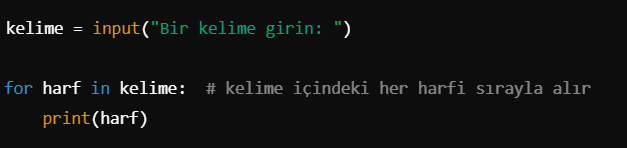 kelime = input("Bir kelime girin: ")
for harf in kelime:  # kelime içindeki her harfi sırayla alır
    print(harf)